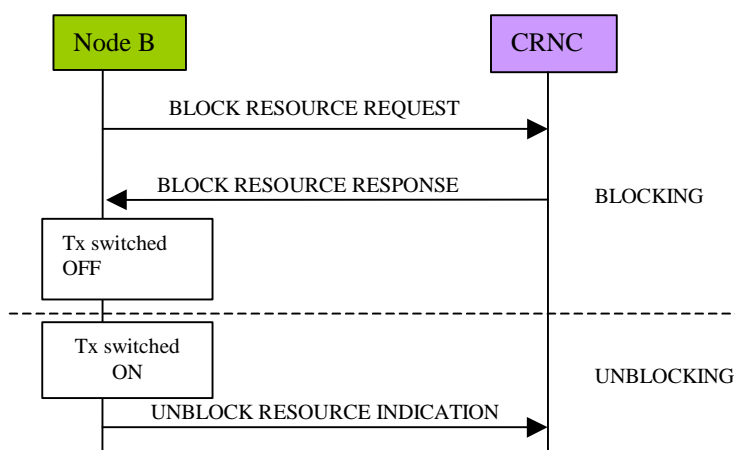 Node B
CRNC
BLOCK RESOURCE REQUEST
BLOCK RESOURCE RESPONSE
BLOCKING
Tx switched
OFF
Tx switched
ON
UNBLOCKING
UNBLOCK RESOURCE INDICATION